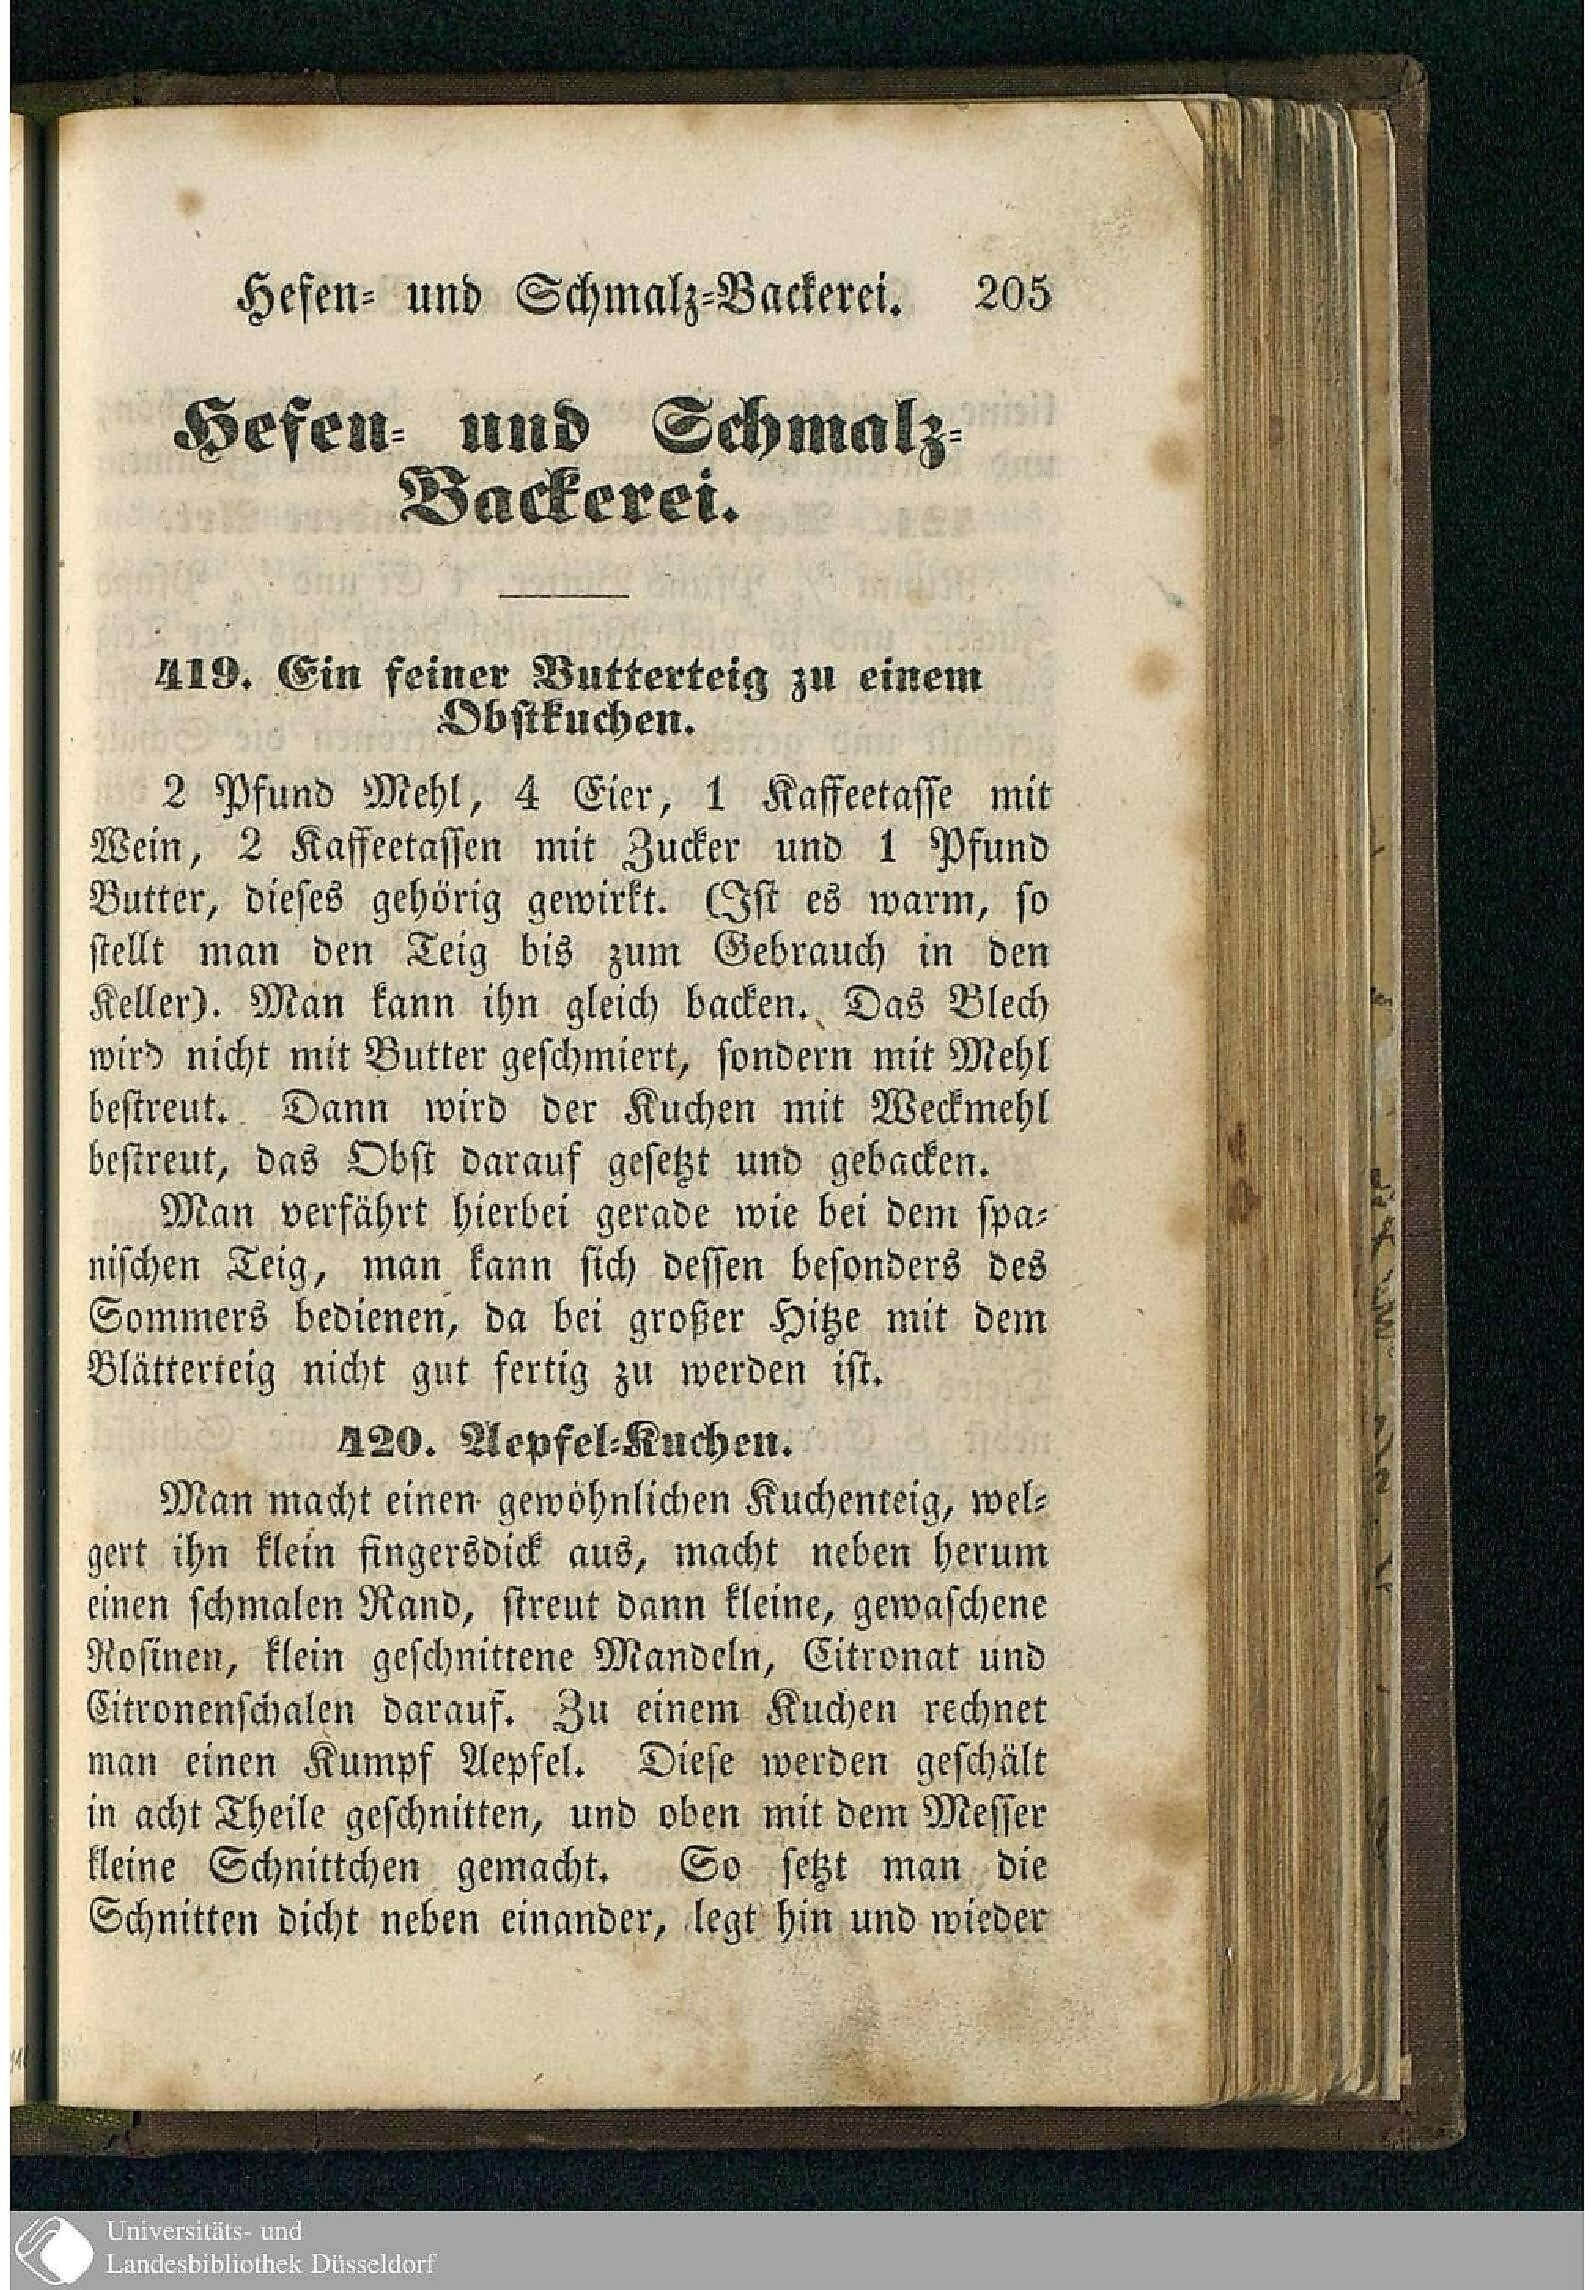 Hefen- und Schmalz-Backerei. 205
Hefen- und Schmalz-
Backerei.
419. Ein feiner Butterteig zu einem
Obstkuchen.
2 Pfund Mehl, 4 Eier, 1 Kaffeetasse mit
Wein, 2 Kaffeetassen mit Zucker und 1 Pfund
Butter, dieses gehörig gewirkt. (Ist es warm, so
stellt man den Teig bis zum Gebrauch in den
Keller). Man kann ihn gleich backen. Das Blech
wird nicht mit Butter geschmiert, sondern mit Mehl
bestreut. Dann wird der Kuchen mit Weckmehl
bestreut, das Obst darauf gesetzt und gebacken.
Man verfährt hierbei gerade wie bei dem spa-
nischen Teig, man kann sich dessen besonders des
Sommers bedienen, da bei großer Hitze mit dem
Blätterteig nicht gut fertig zu werden ist.
420. Aepfel-Kuchen.
Man macht einen gewöhnlichen Kuchenteig, wel-
gert ihn klein fingersdick aus, macht neben herum
einen schmalen Rand, streut dann kleine, gewaschene
Rosinen, klein geschnittene Mandeln, Citronat und
Citronenschalen darauf. Zu einem Kuchen rechnet
man einen Kumpf Aepfel. Diese werden geschält
in acht Theile geschnitten, und oben mit dem Messer
kleine Schnittchen gemacht. So setzt man die
Schnitten dicht neben einander, legt hin und wieder
Universitäts- und
Landesbibliothek Düsseldorf